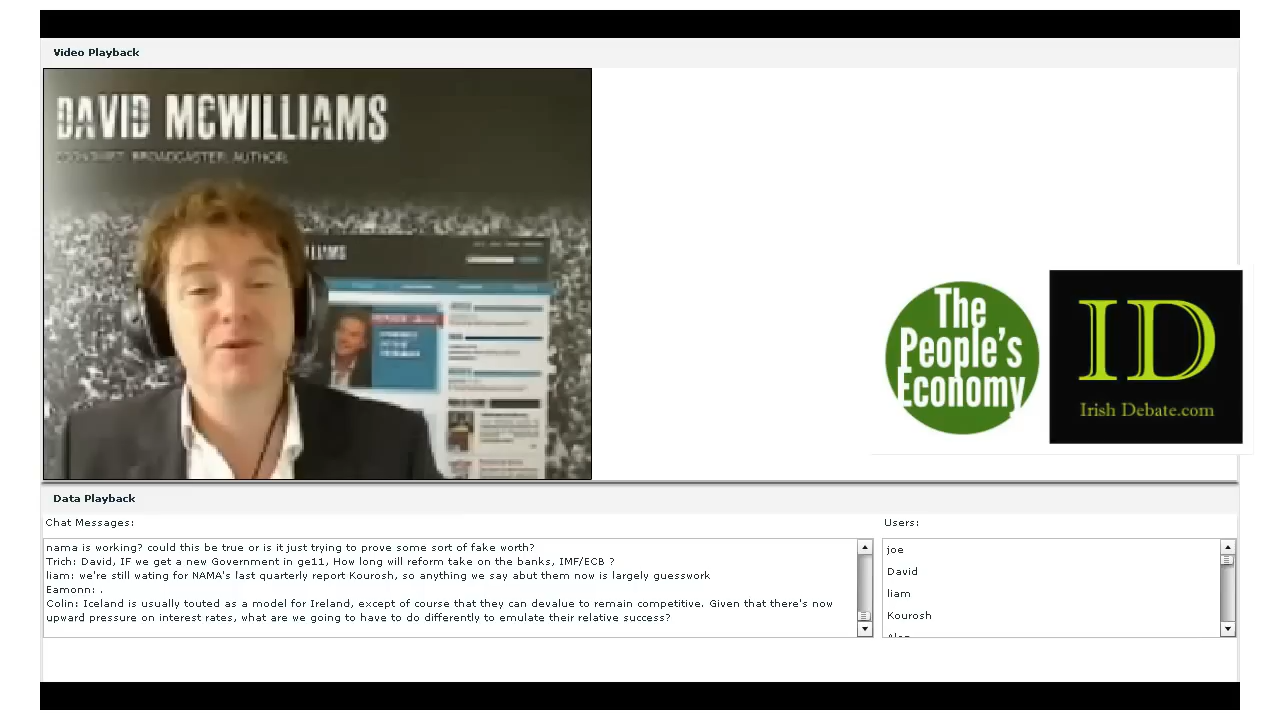 Video Playback
DAVID MCWILLIAMS
BROADCASTER. AUTHOR.
The
People's
Economy
ID
Irish Debate.com
Data Playback
Chat Messages:
Users:
nama is working? could this be true or is it just trying to prove some sort of fake worth?
Trich: David, IF we get a new Government in ge11, How long will reform take on the banks, IMF/ECB ?
liam: we're still wating for NAMA's last quarterly report Kourosh, so anything we say abut them now is largely guesswork
Eamonn: .
Colin: Iceland is usually touted as a model for Ireland, except of course that they can devalue to remain competitive. Given that there's now
upward pressure on interest rates, what are we going to have to do differently to emulate their relative success?
joe
David
liam
Kourosh